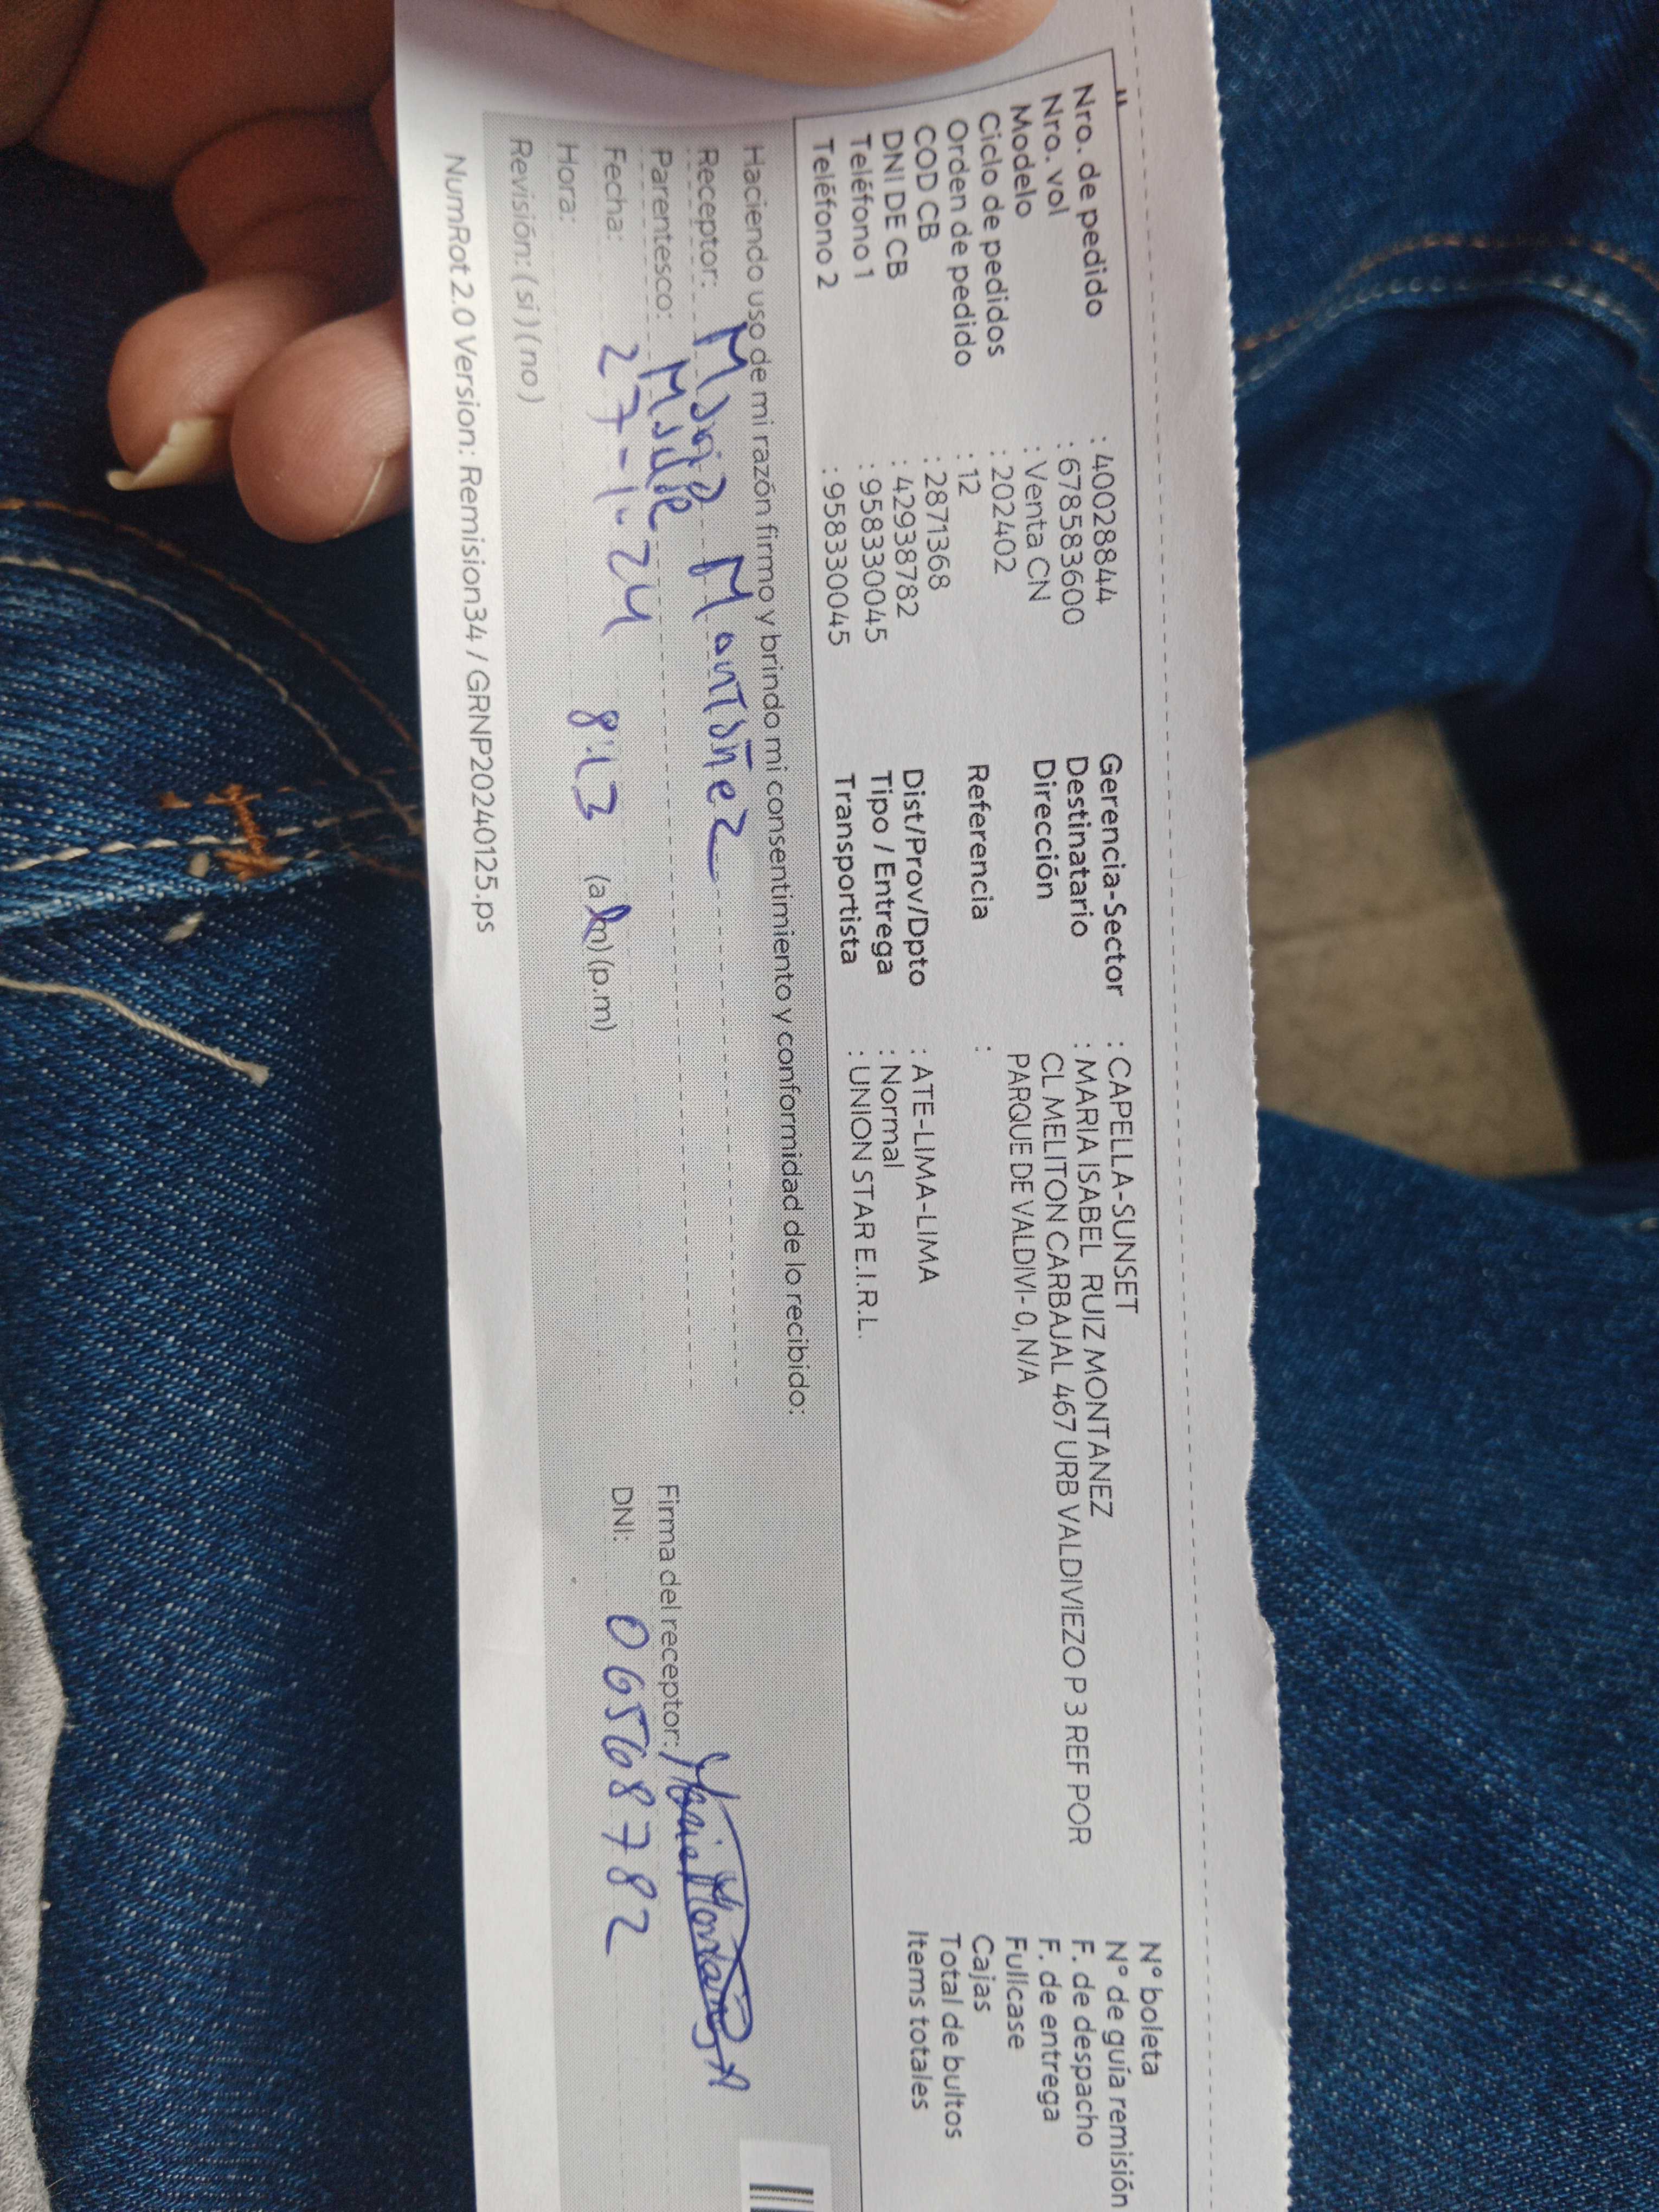 Nro. de pedido : 40028844
Nro. vol : 678583600
Modelo : Venta CN
Ciclo de pedidos : 202402
Orden de pedido : 12
COD CB : 2871368
DNI DE CB : 42938782
Teléfono 1 : 958330045
Teléfono 2 : 958330045
Gerencia-Sector : CAPELLA-SUNSET
Destinatario : MARIA ISABEL RUIZ MONTANEZ
Dirección : CL MELITON CARBAJAL 467 URB VALDIVIEZO P 3 REF POR
PARQUE DE VALDIVI- 0, N/A
Referencia :
Dist/Prov/Dpto : ATE-LIMA-LIMA
Tipo / Entrega : Normal
Transportista : UNION STAR E.I.R.L.
N° boleta
N° de guía remisión
F. de despacho
F. de entrega
Fullcase
Cajas
Total de bultos
Items totales
Haciendo uso de mi razón firmo y brindo mi consentimiento y conformidad de lo recibido:
Receptor: María Montañez
Parentesco: Madre
Fecha: 27-1-24
Hora: 8:13 (a.m) (p.m)
Revisión: ( si ) ( no )
Firma del receptor: Maria Montañez
DNI: 06568782
NumRot 2.0 Version: Remision34 / GRNP20240125.ps